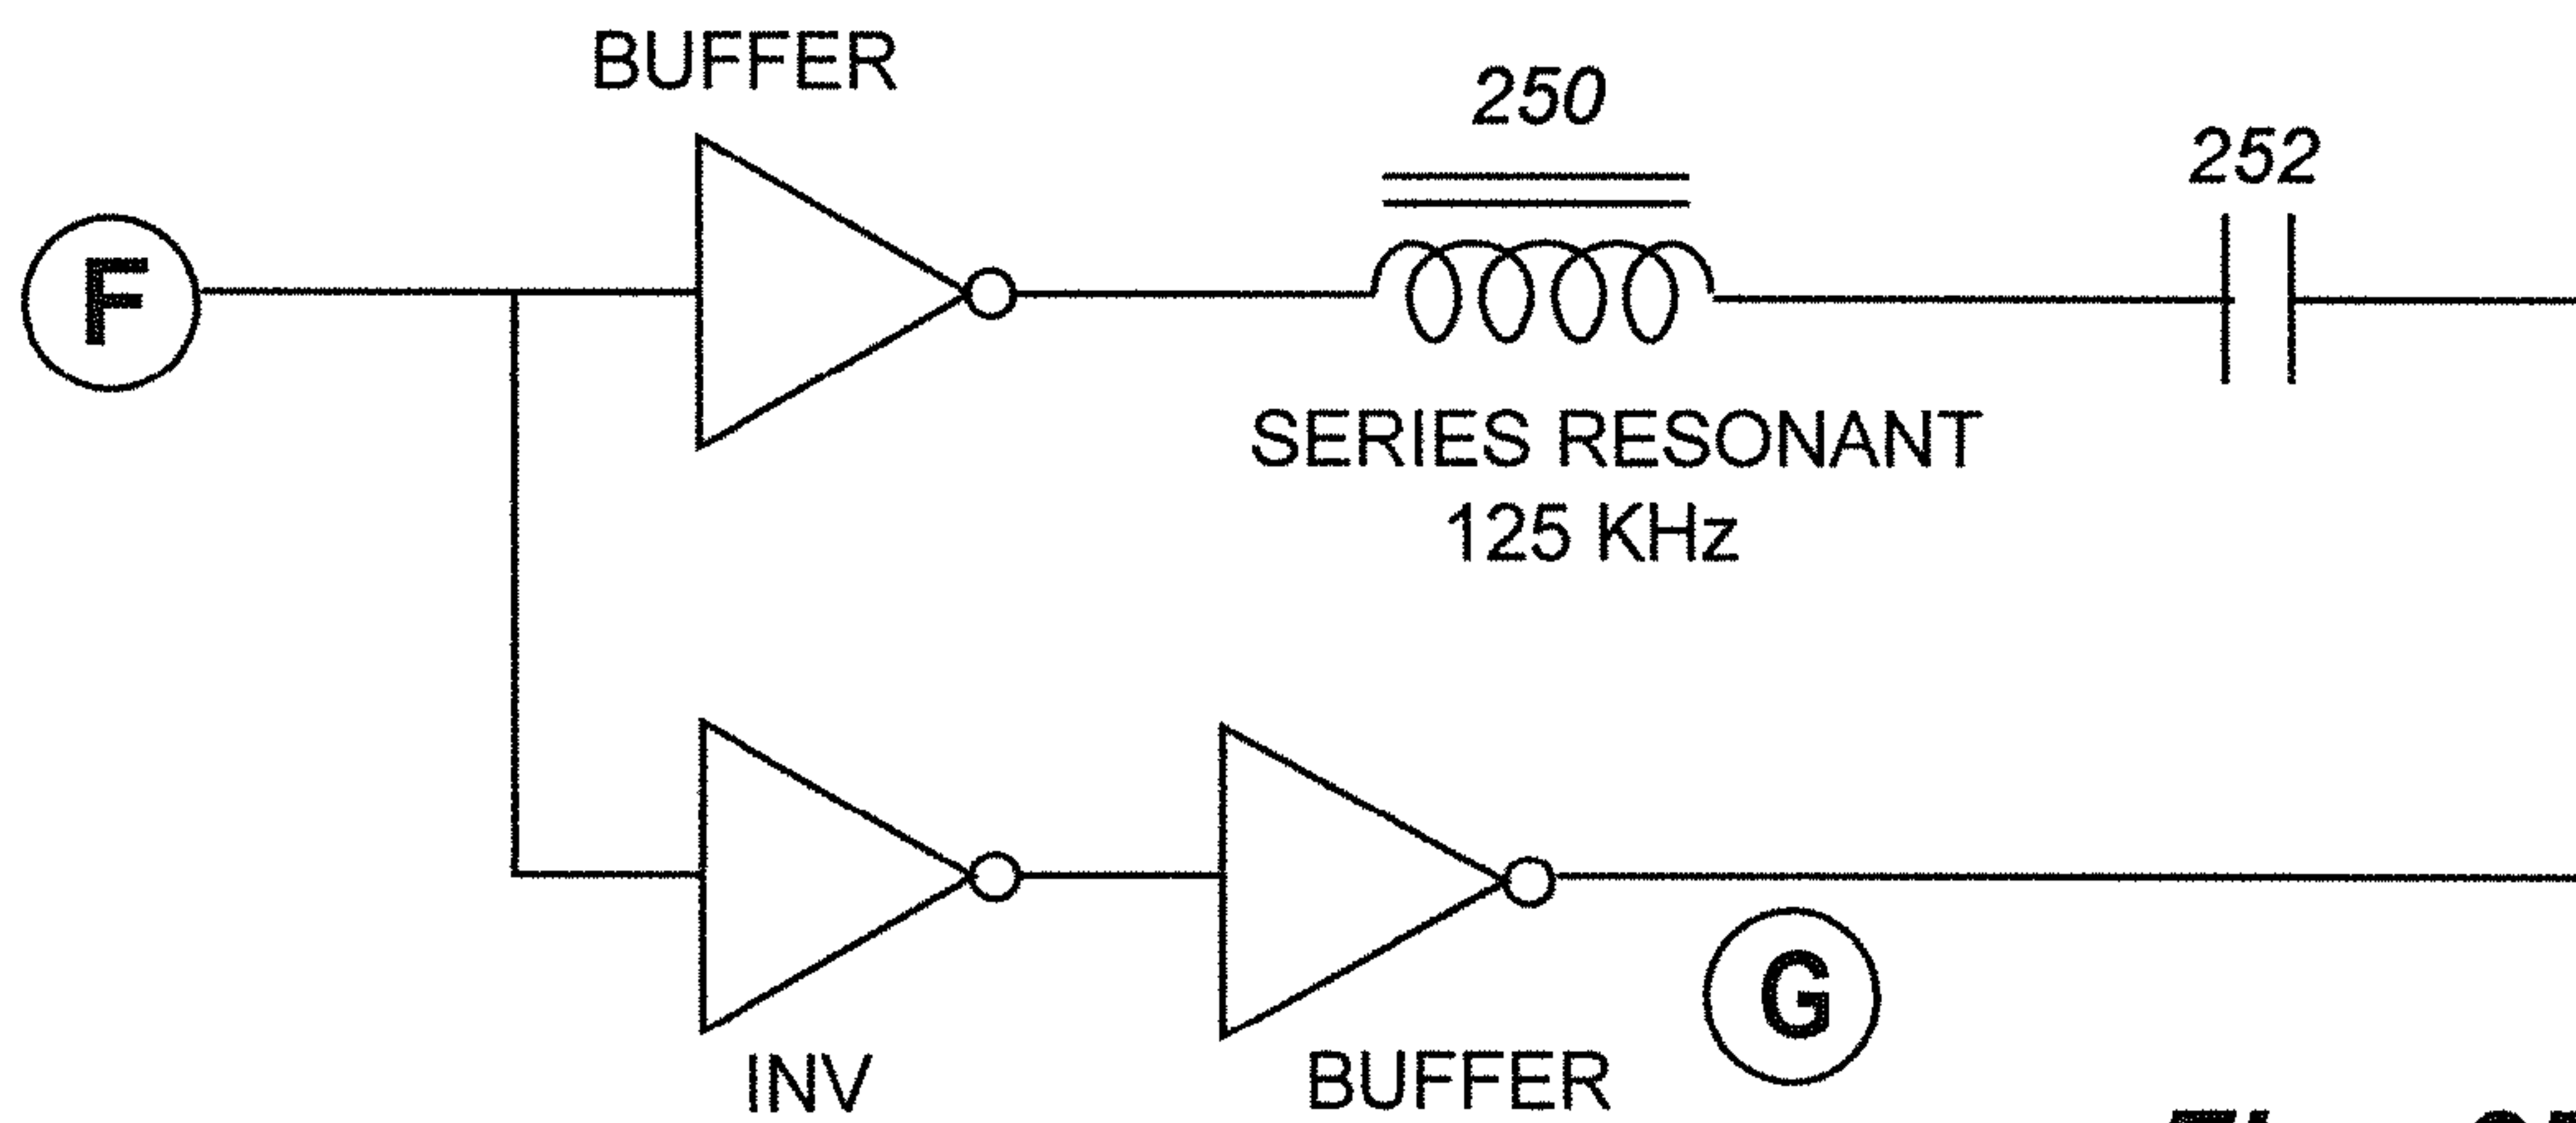 BUFFER
250
252
F
SERIES RESONANT
125 KHz
G
INV
BUFFER